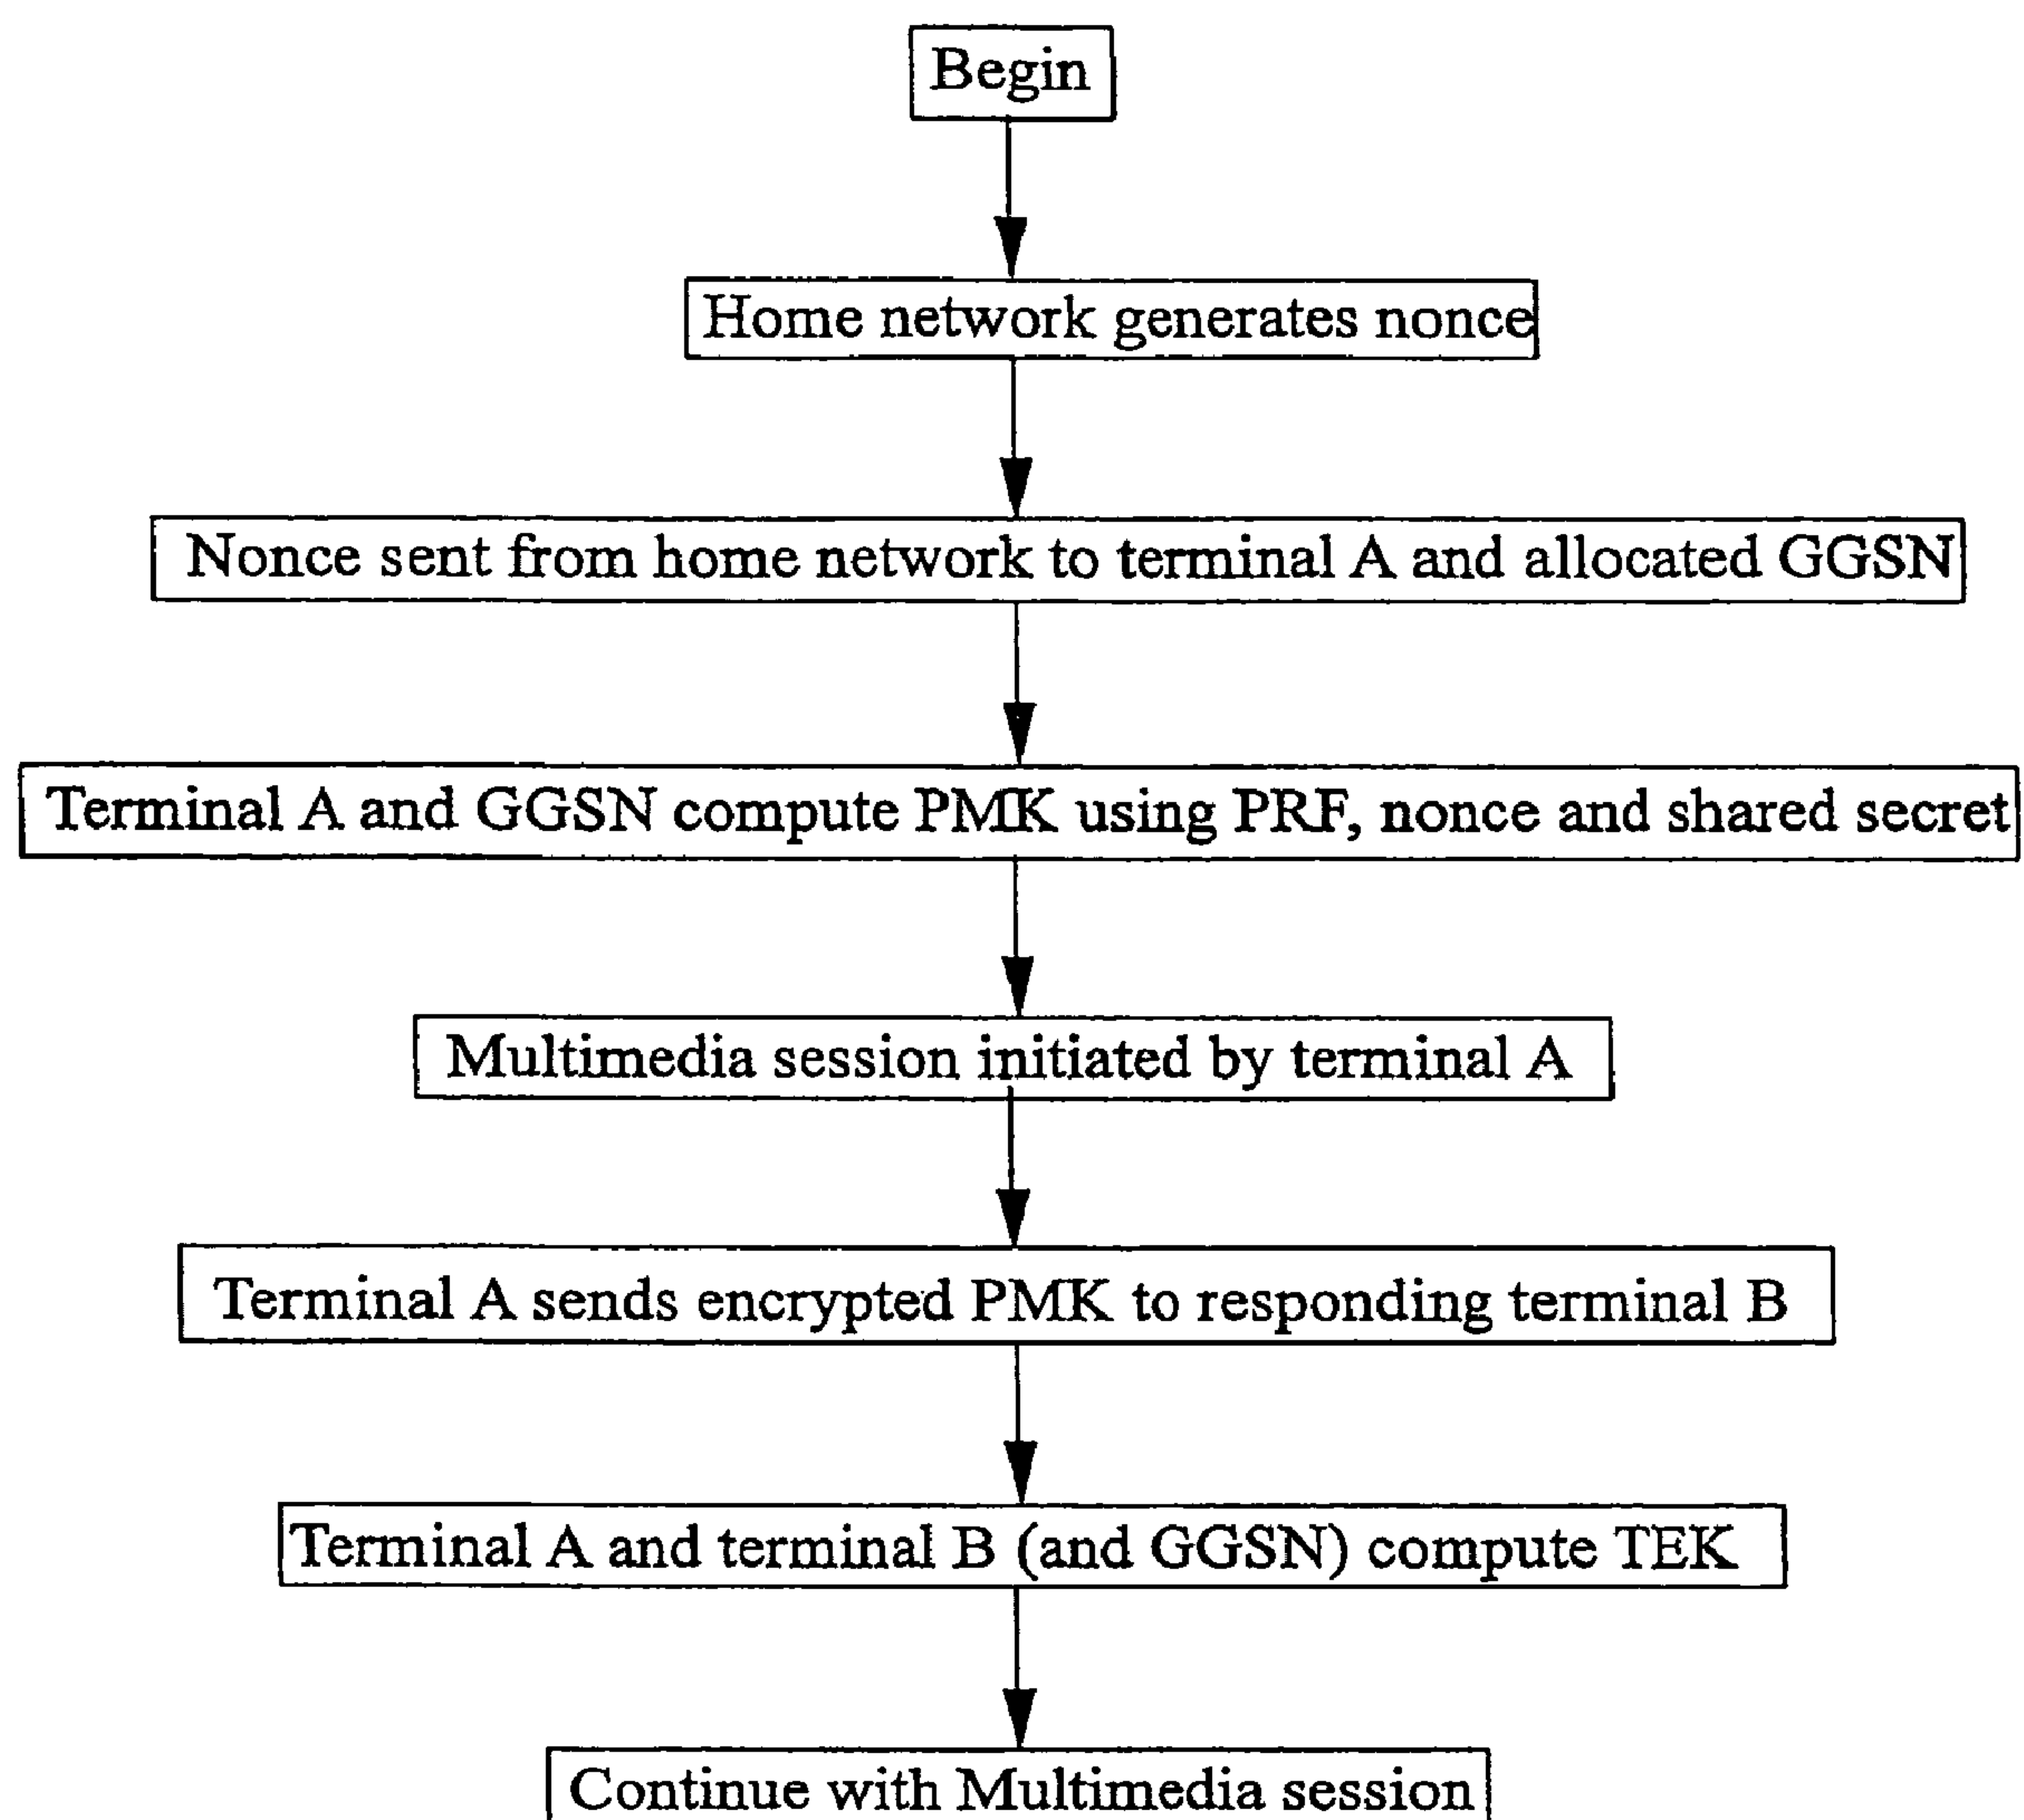 Begin
Home network generates nonce
Nonce sent from home network to terminal A and allocated GGSN
Terminal A and GGSN compute PMK using PRF, nonce and shared secret
Multimedia session initiated by terminal A
Terminal A sends encrypted PMK to responding terminal B
Terminal A and terminal B (and GGSN) compute TEK
Continue with Multimedia session